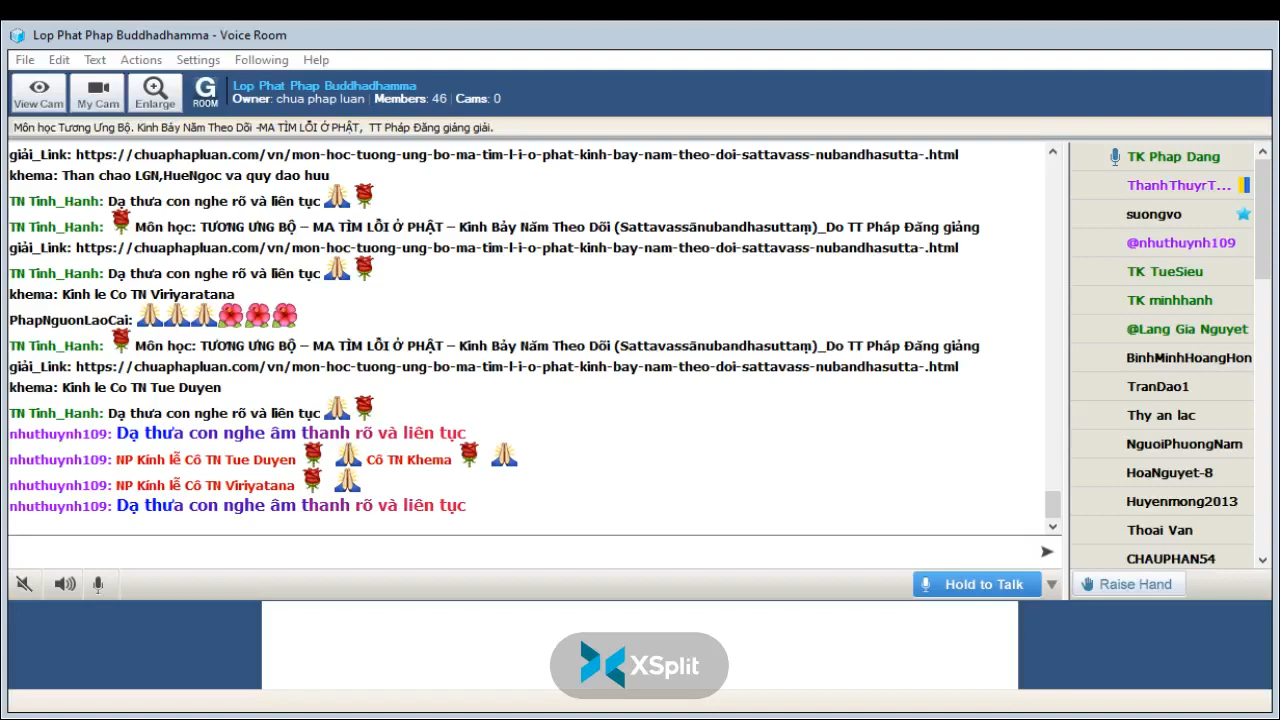 Lop Phat Phap Buddhadhamma - Voice Room
File Edit Text Actions Settings Following Help
View Cam My Cam Enlarge G ROOM
Lop Phat Phap Buddhadhamma
Owner: chua phap luan | Members: 46 | Cams: 0
Môn học Tương Ưng Bộ. Kinh Bảy Năm Theo Dõi -MA TÌM LỖI Ở PHẬT, TT Pháp Đăng giảng giải.
giải_Link: https://chuaphapluan.com/vn/mon-hoc-tuong-ung-bo-ma-tim-l-i-o-phat-kinh-bay-nam-theo-doi-sattavass-nubandhasutta-.html
khema: Than chao LGN,HueNgoc va quy dao huu
TN Tinh_Hanh: Dạ thưa con nghe rõ và liên tục
TN Tinh_Hanh: Môn học: TƯƠNG ƯNG BỘ – MA TÌM LỖI Ở PHẬT – Kinh Bảy Năm Theo Dõi (Sattavassānubandhasuttaṃ)_Do TT Pháp Đăng giảng
giải_Link: https://chuaphapluan.com/vn/mon-hoc-tuong-ung-bo-ma-tim-l-i-o-phat-kinh-bay-nam-theo-doi-sattavass-nubandhasutta-.html
TN Tinh_Hanh: Dạ thưa con nghe rõ và liên tục
khema: Kinh le Co TN Viriyaratana
PhapNguonLaoCai:
TN Tinh_Hanh: Môn học: TƯƠNG ƯNG BỘ – MA TÌM LỖI Ở PHẬT – Kinh Bảy Năm Theo Dõi (Sattavassānubandhasuttaṃ)_Do TT Pháp Đăng giảng
giải_Link: https://chuaphapluan.com/vn/mon-hoc-tuong-ung-bo-ma-tim-l-i-o-phat-kinh-bay-nam-theo-doi-sattavass-nubandhasutta-.html
khema: Kinh le Co TN Tue Duyen
TN Tinh_Hanh: Dạ thưa con nghe rõ và liên tục
nhuthuynh109: Dạ thưa con nghe âm thanh rõ và liên tục
nhuthuynh109: NP Kính lễ Cô TN Tue Duyen Cô TN Khema
nhuthuynh109: NP Kính lễ Cô TN Viriyatana
nhuthuynh109: Dạ thưa con nghe âm thanh rõ và liên tục
Hold to Talk
TK Phap Dang
ThanhThuyrT...
suongvo
@nhuthuynh109
TK TueSieu
TK minhhanh
@Lang Gia Nguyet
BinhMinhHoangHon
TranDao1
Thy an lac
NguoiPhuongNam
HoaNguyet-8
Huyenmong2013
Thoai Van
CHAUPHAN54
Raise Hand
XSplit